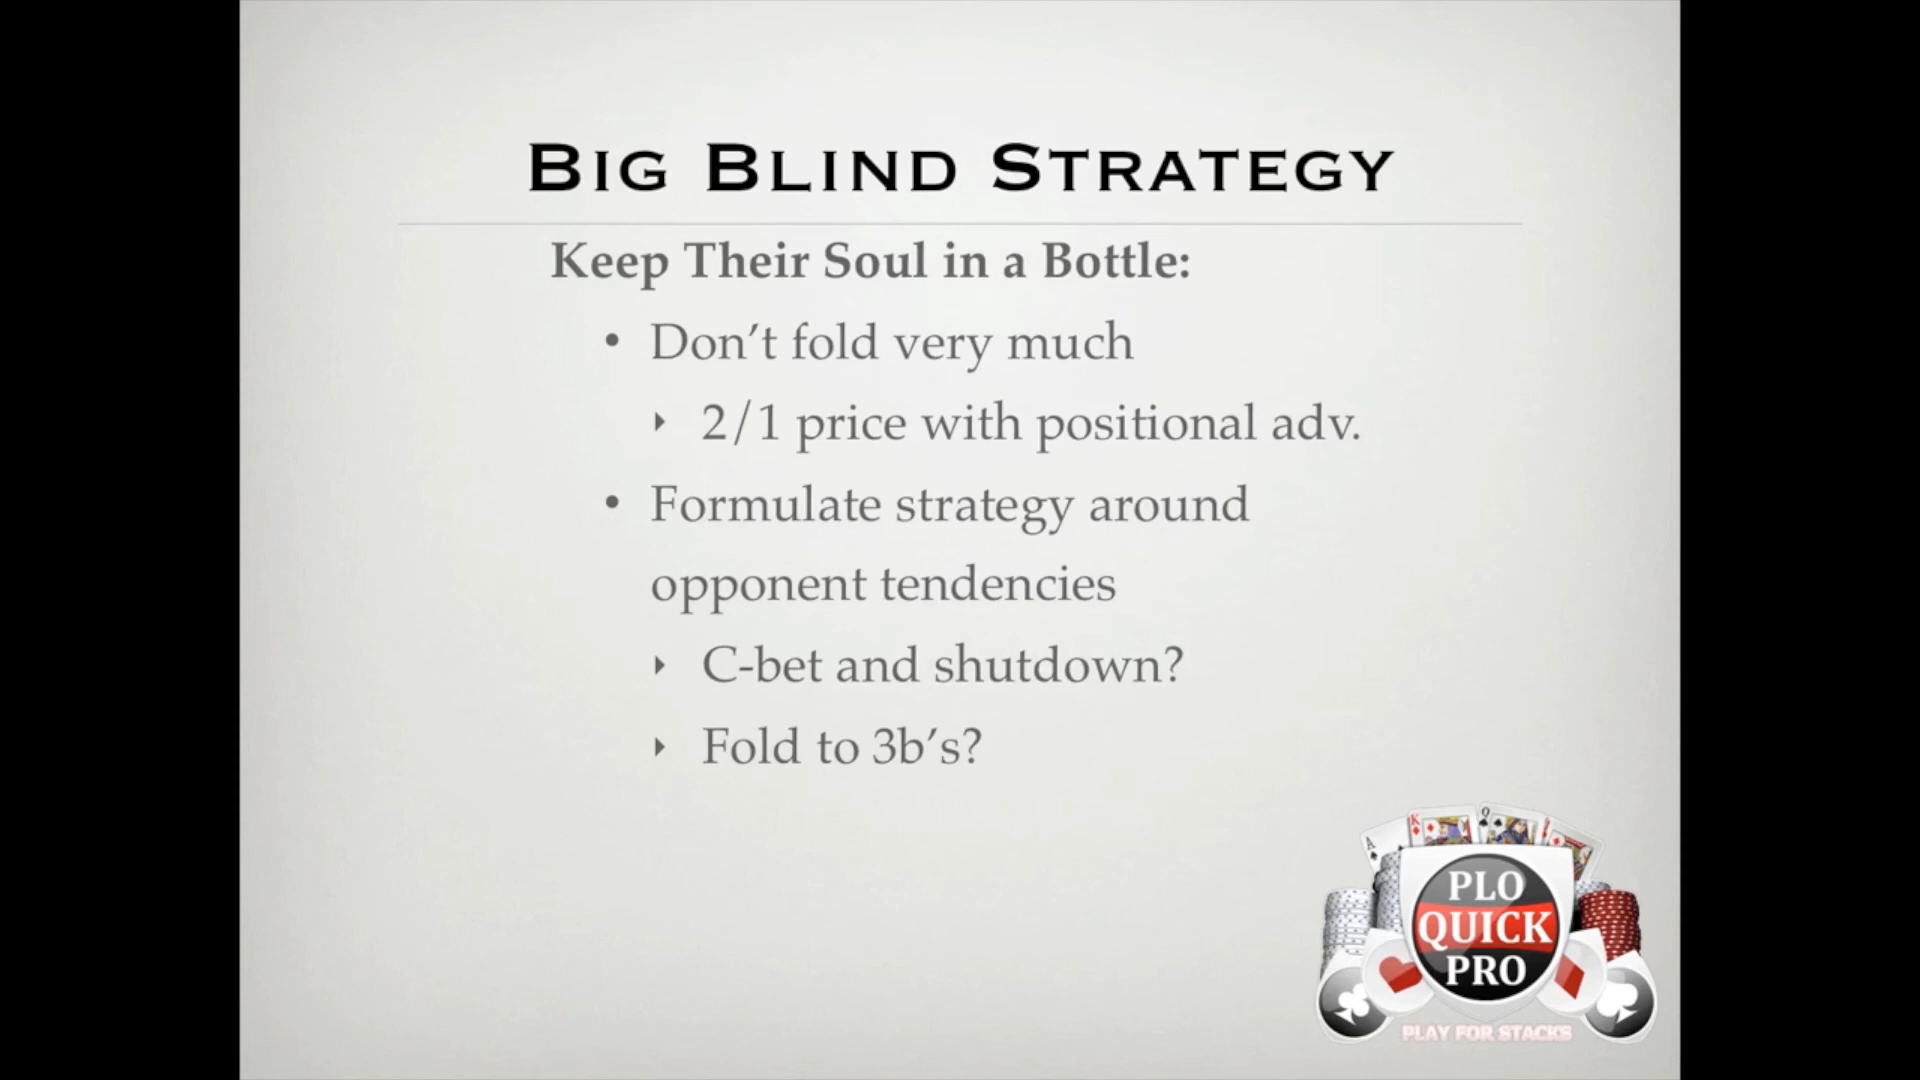 BIG BLIND STRATEGY
Keep Their Soul in a Bottle:
• Don't fold very much
‣ 2/1 price with positional adv.
• Formulate strategy around
opponent tendencies
‣ C-bet and shutdown?
‣ Fold to 3b's?
A K Q
PLO
QUICK
PRO
PLAY FOR STACKS